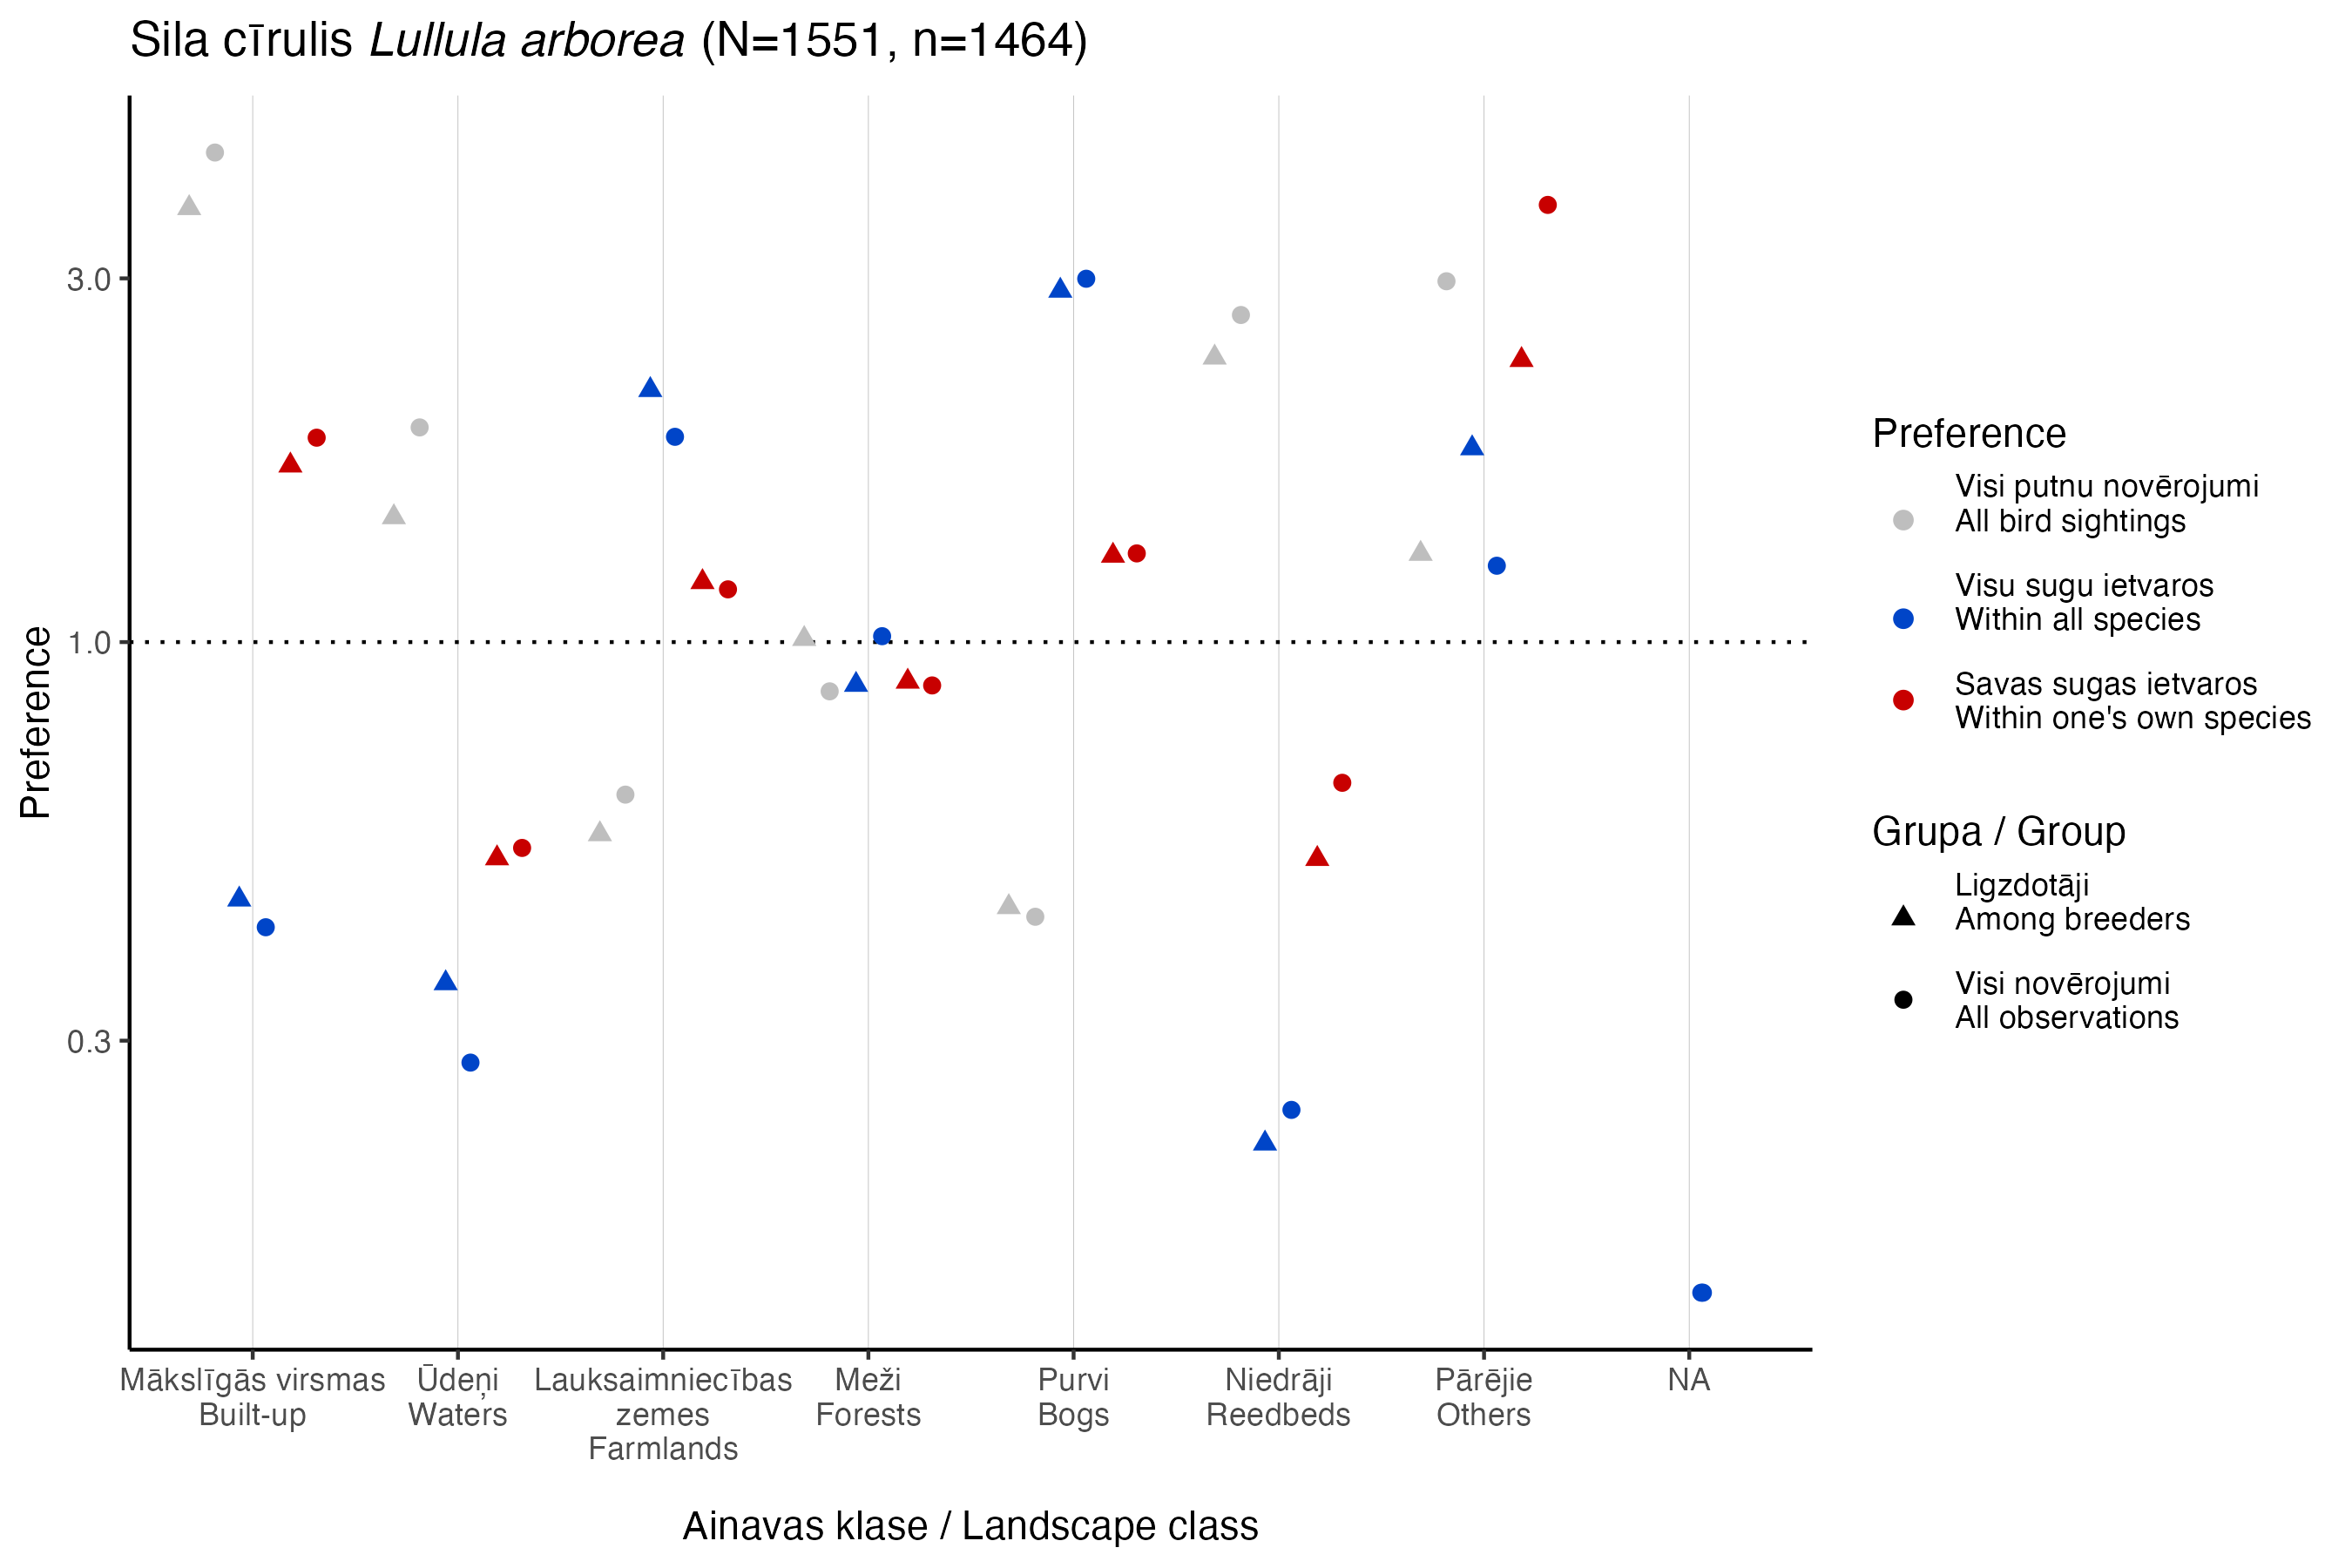 Sila cīrulis Lullula arborea (N=1551, n=1464)
Preference
3.0
1.0
0.3
Mākslīgās virsmas
Built-up
Ūdeņi
Waters
Lauksaimniecības
zemes
Farmlands
Meži
Forests
Purvi
Bogs
Niedrāji
Reedbeds
Pārējie
Others
NA
Ainavas klase / Landscape class
Preference
Visi putnu novērojumi
All bird sightings
Visu sugu ietvaros
Within all species
Savas sugas ietvaros
Within one's own species
Grupa / Group
Ligzdotāji
Among breeders
Visi novērojumi
All observations